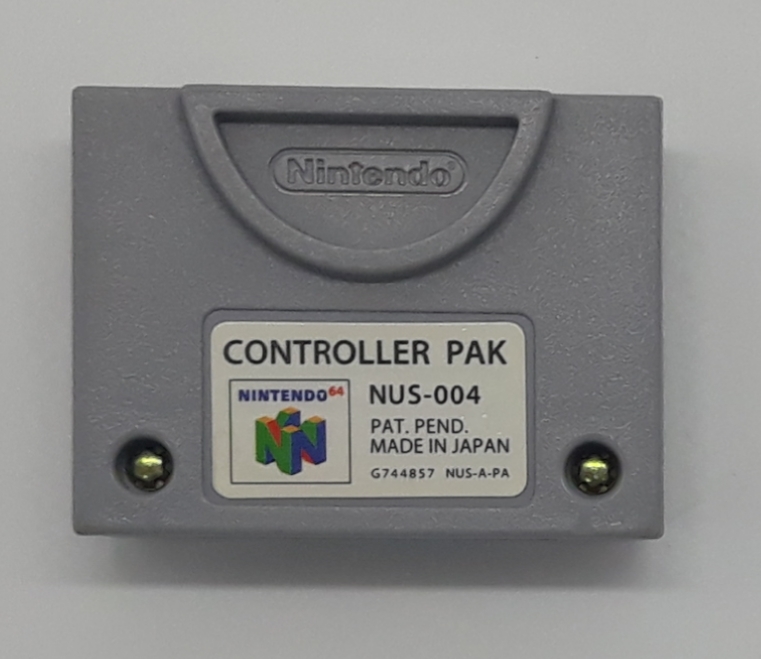 Nintendo®
CONTROLLER PAK
NINTENDO64
NUS-004
PAT. PEND.
MADE IN JAPAN
G744857 NUS-A-PA